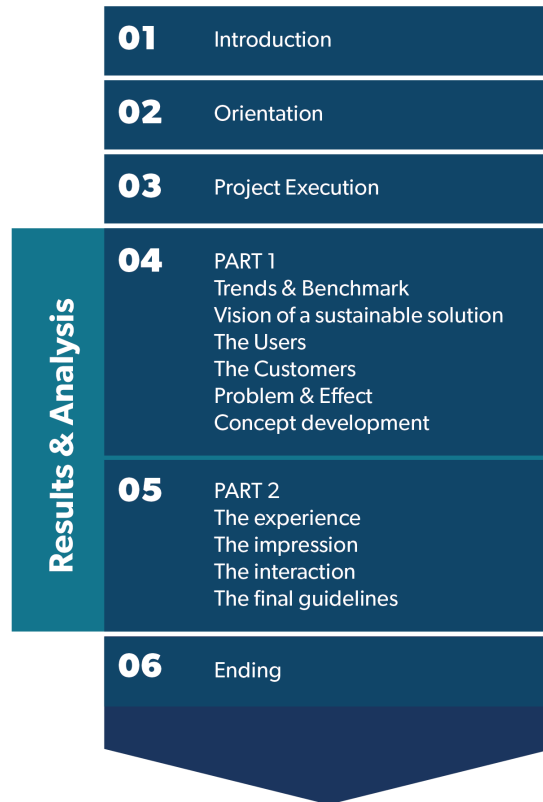 01 Introduction
02 Orientation
03 Project Execution
Results & Analysis
04 PART 1
Trends & Benchmark
Vision of a sustainable solution
The Users
The Customers
Problem & Effect
Concept development
05 PART 2
The experience
The impression
The interaction
The final guidelines
06 Ending